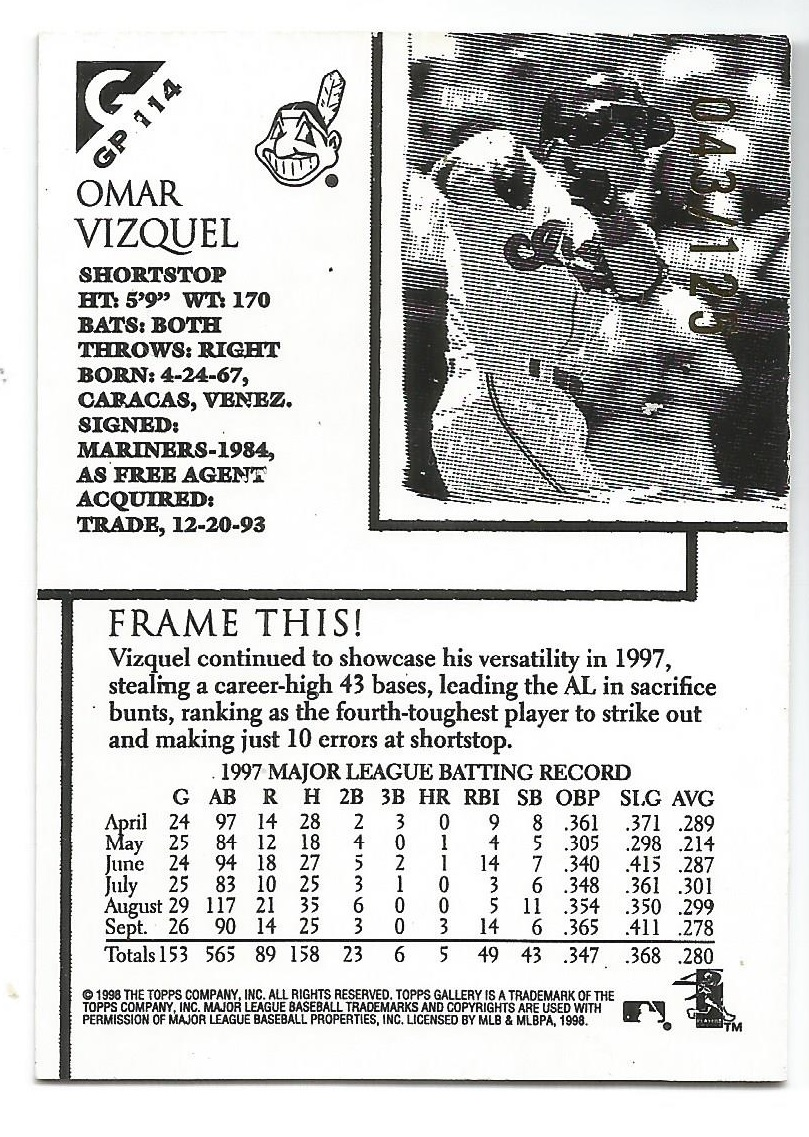 G
GP 114
OMAR
VIZQUEL
SHORTSTOP
HT: 5'9" WT: 170
BATS: BOTH
THROWS: RIGHT
BORN: 4-24-67,
CARACAS, VENEZ.
SIGNED:
MARINERS-1984,
AS FREE AGENT
ACQUIRED:
TRADE, 12-20-93
043/125
FRAME THIS!
Vizquel continued to showcase his versatility in 1997,
stealing a career-high 43 bases, leading the AL in sacrifice
bunts, ranking as the fourth-toughest player to strike out
and making just 10 errors at shortstop.
1997 MAJOR LEAGUE BATTING RECORD
G AB R H 2B 3B HR RBI SB OBP SLG AVG
April 24 97 14 28 2 3 0 9 8 .361 .371 .289
May 25 84 12 18 4 0 1 4 5 .305 .298 .214
June 24 94 18 27 5 2 1 14 7 .340 .415 .287
July 25 83 10 25 3 1 0 3 6 .348 .361 .301
August 29 117 21 35 6 0 0 5 11 .354 .350 .299
Sept. 26 90 14 25 3 0 3 14 6 .365 .411 .278
Totals 153 565 89 158 23 6 5 49 43 .347 .368 .280
© 1998 THE TOPPS COMPANY, INC. ALL RIGHTS RESERVED. TOPPS GALLERY IS A TRADEMARK OF THE
TOPPS COMPANY, INC. MAJOR LEAGUE BASEBALL TRADEMARKS AND COPYRIGHTS ARE USED WITH
PERMISSION OF MAJOR LEAGUE BASEBALL PROPERTIES, INC. LICENSED BY MLB & MLBPA, 1998.
TM